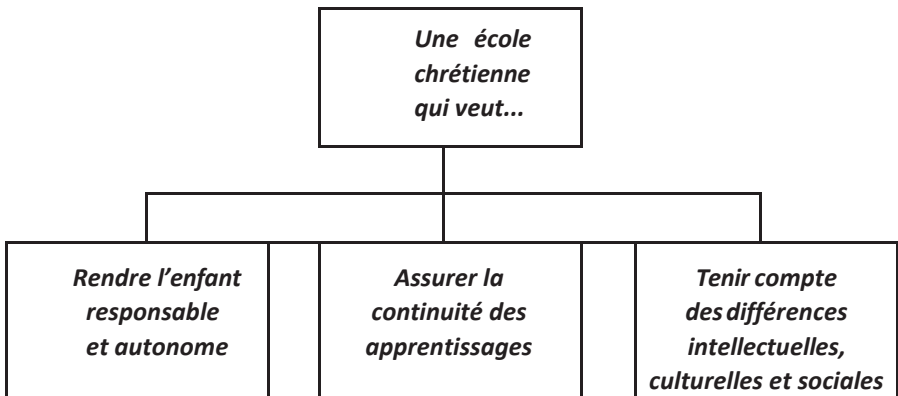 Une école
chrétienne
qui veut...
Rendre l'enfant
responsable
et autonome
Assurer la
continuité des
apprentissages
Tenir compte
des différences
intellectuelles,
culturelles et sociales